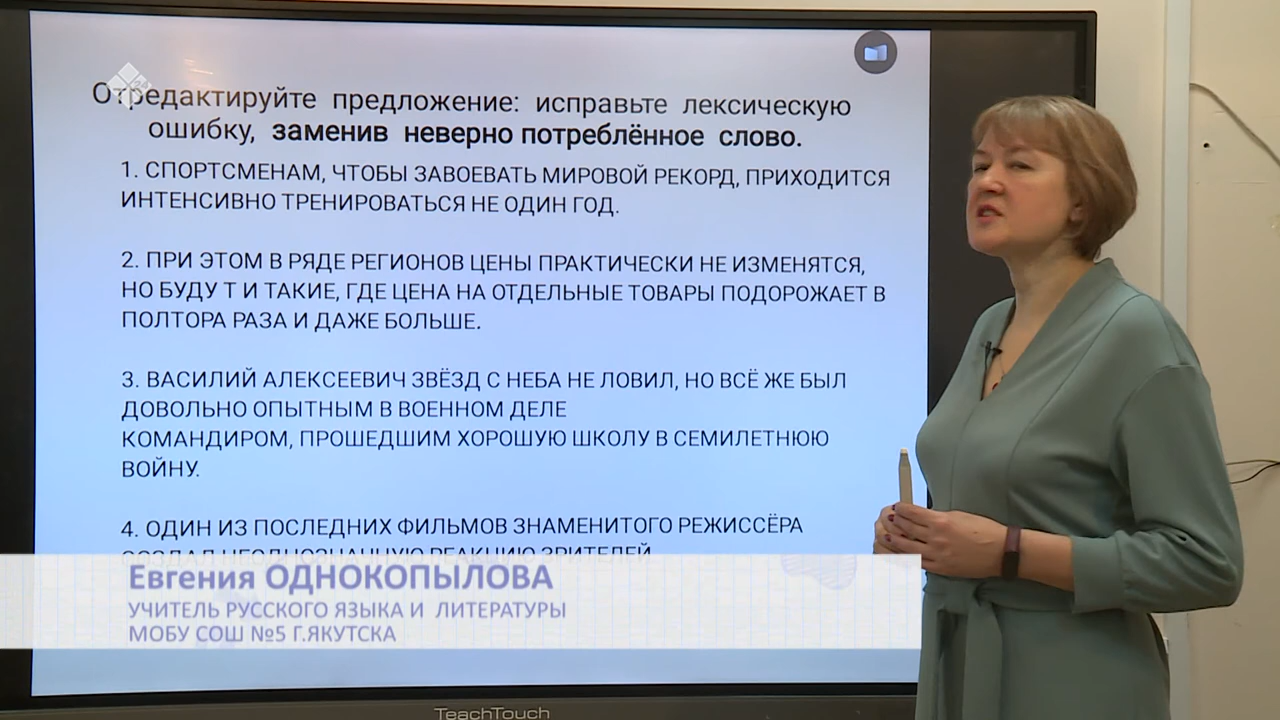 Отредактируйте предложение: исправьте лексическую
ошибку, заменив неверно потреблённое слово.
1. СПОРТСМЕНАМ, ЧТОБЫ ЗАВОЕВАТЬ МИРОВОЙ РЕКОРД, ПРИХОДИТСЯ
ИНТЕНСИВНО ТРЕНИРОВАТЬСЯ НЕ ОДИН ГОД.
2. ПРИ ЭТОМ В РЯДЕ РЕГИОНОВ ЦЕНЫ ПРАКТИЧЕСКИ НЕ ИЗМЕНЯТСЯ,
НО БУДУ Т И ТАКИЕ, ГДЕ ЦЕНА НА ОТДЕЛЬНЫЕ ТОВАРЫ ПОДОРОЖАЕТ В
ПОЛТОРА РАЗА И ДАЖЕ БОЛЬШЕ.
3. ВАСИЛИЙ АЛЕКСЕЕВИЧ ЗВЁЗД С НЕБА НЕ ЛОВИЛ, НО ВСЁ ЖЕ БЫЛ
ДОВОЛЬНО ОПЫТНЫМ В ВОЕННОМ ДЕЛЕ
КОМАНДИРОМ, ПРОШЕДШИМ ХОРОШУЮ ШКОЛУ В СЕМИЛЕТНЮЮ
ВОЙНУ.
4. ОДИН ИЗ ПОСЛЕДНИХ ФИЛЬМОВ ЗНАМЕНИТОГО РЕЖИССЁРА
СОЗДАЛ НЕОДНОЗНАЧНУЮ РЕАКЦИЮ ЗРИТЕЛЕЙ
Евгения ОДНОКОПЫЛОВА
УЧИТЕЛЬ РУССКОГО ЯЗЫКА И ЛИТЕРАТУРЫ
МОБУ СОШ №5 Г.ЯКУТСКА
TeachTouch